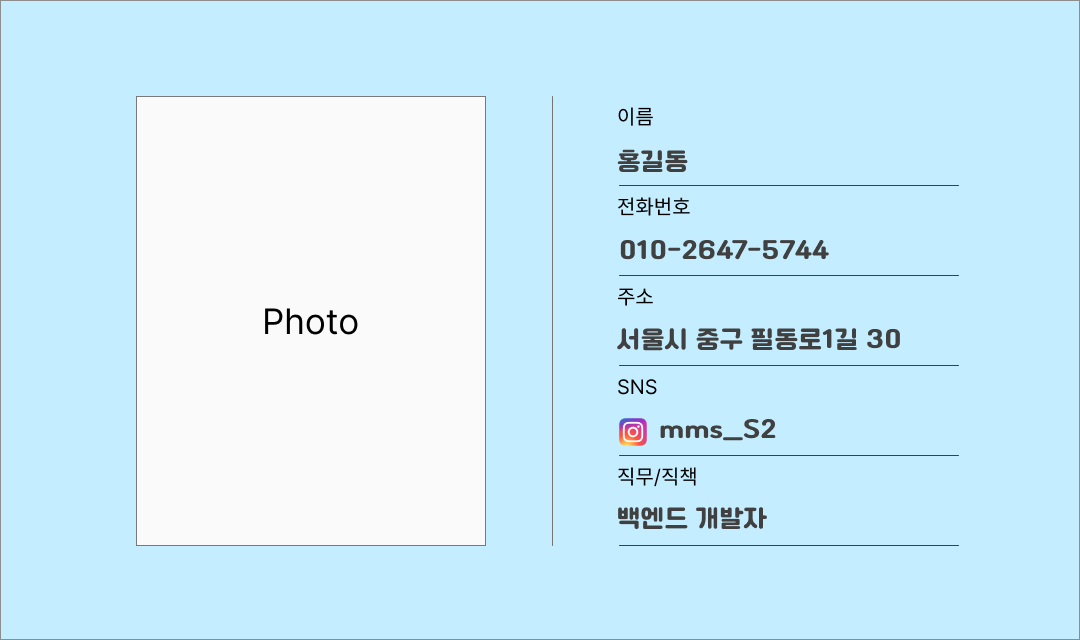 Photo
이름
홍길동
전화번호
010-2647-5744
주소
서울시 중구 필동로1길 30
SNS
mms_S2
직무/직책
백엔드 개발자